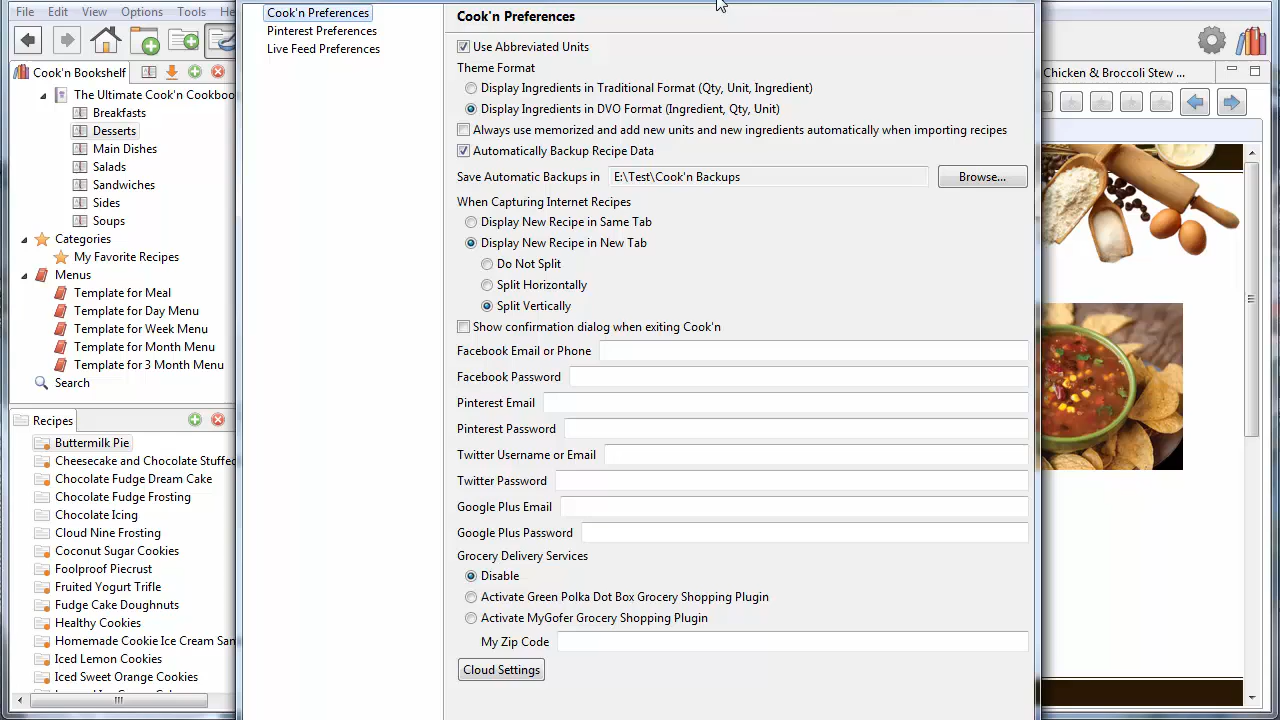 File Edit View Options Tools He
Cook'n Bookshelf
The Ultimate Cook'n Cookboo
Breakfasts
Desserts
Main Dishes
Salads
Sandwiches
Sides
Soups
Categories
My Favorite Recipes
Menus
Template for Meal
Template for Day Menu
Template for Week Menu
Template for Month Menu
Template for 3 Month Menu
Search
Recipes
Buttermilk Pie
Cheesecake and Chocolate Stuffed
Chocolate Fudge Dream Cake
Chocolate Fudge Frosting
Chocolate Icing
Cloud Nine Frosting
Coconut Sugar Cookies
Foolproof Piecrust
Fruited Yogurt Trifle
Fudge Cake Doughnuts
Healthy Cookies
Homemade Cookie Ice Cream San
Iced Lemon Cookies
Iced Sweet Orange Cookies
Cook'n Preferences
Pinterest Preferences
Live Feed Preferences
Cook'n Preferences
Use Abbreviated Units
Theme Format
Display Ingredients in Traditional Format (Qty, Unit, Ingredient)
Display Ingredients in DVO Format (Ingredient, Qty, Unit)
Always use memorized and add new units and new ingredients automatically when importing recipes
Automatically Backup Recipe Data
Save Automatic Backups in E:\Test\Cook'n Backups Browse...
When Capturing Internet Recipes
Display New Recipe in Same Tab
Display New Recipe in New Tab
Do Not Split
Split Horizontally
Split Vertically
Show confirmation dialog when exiting Cook'n
Facebook Email or Phone
Facebook Password
Pinterest Email
Pinterest Password
Twitter Username or Email
Twitter Password
Google Plus Email
Google Plus Password
Grocery Delivery Services
Disable
Activate Green Polka Dot Box Grocery Shopping Plugin
Activate MyGofer Grocery Shopping Plugin
My Zip Code
Cloud Settings
Chicken & Broccoli Stew ...